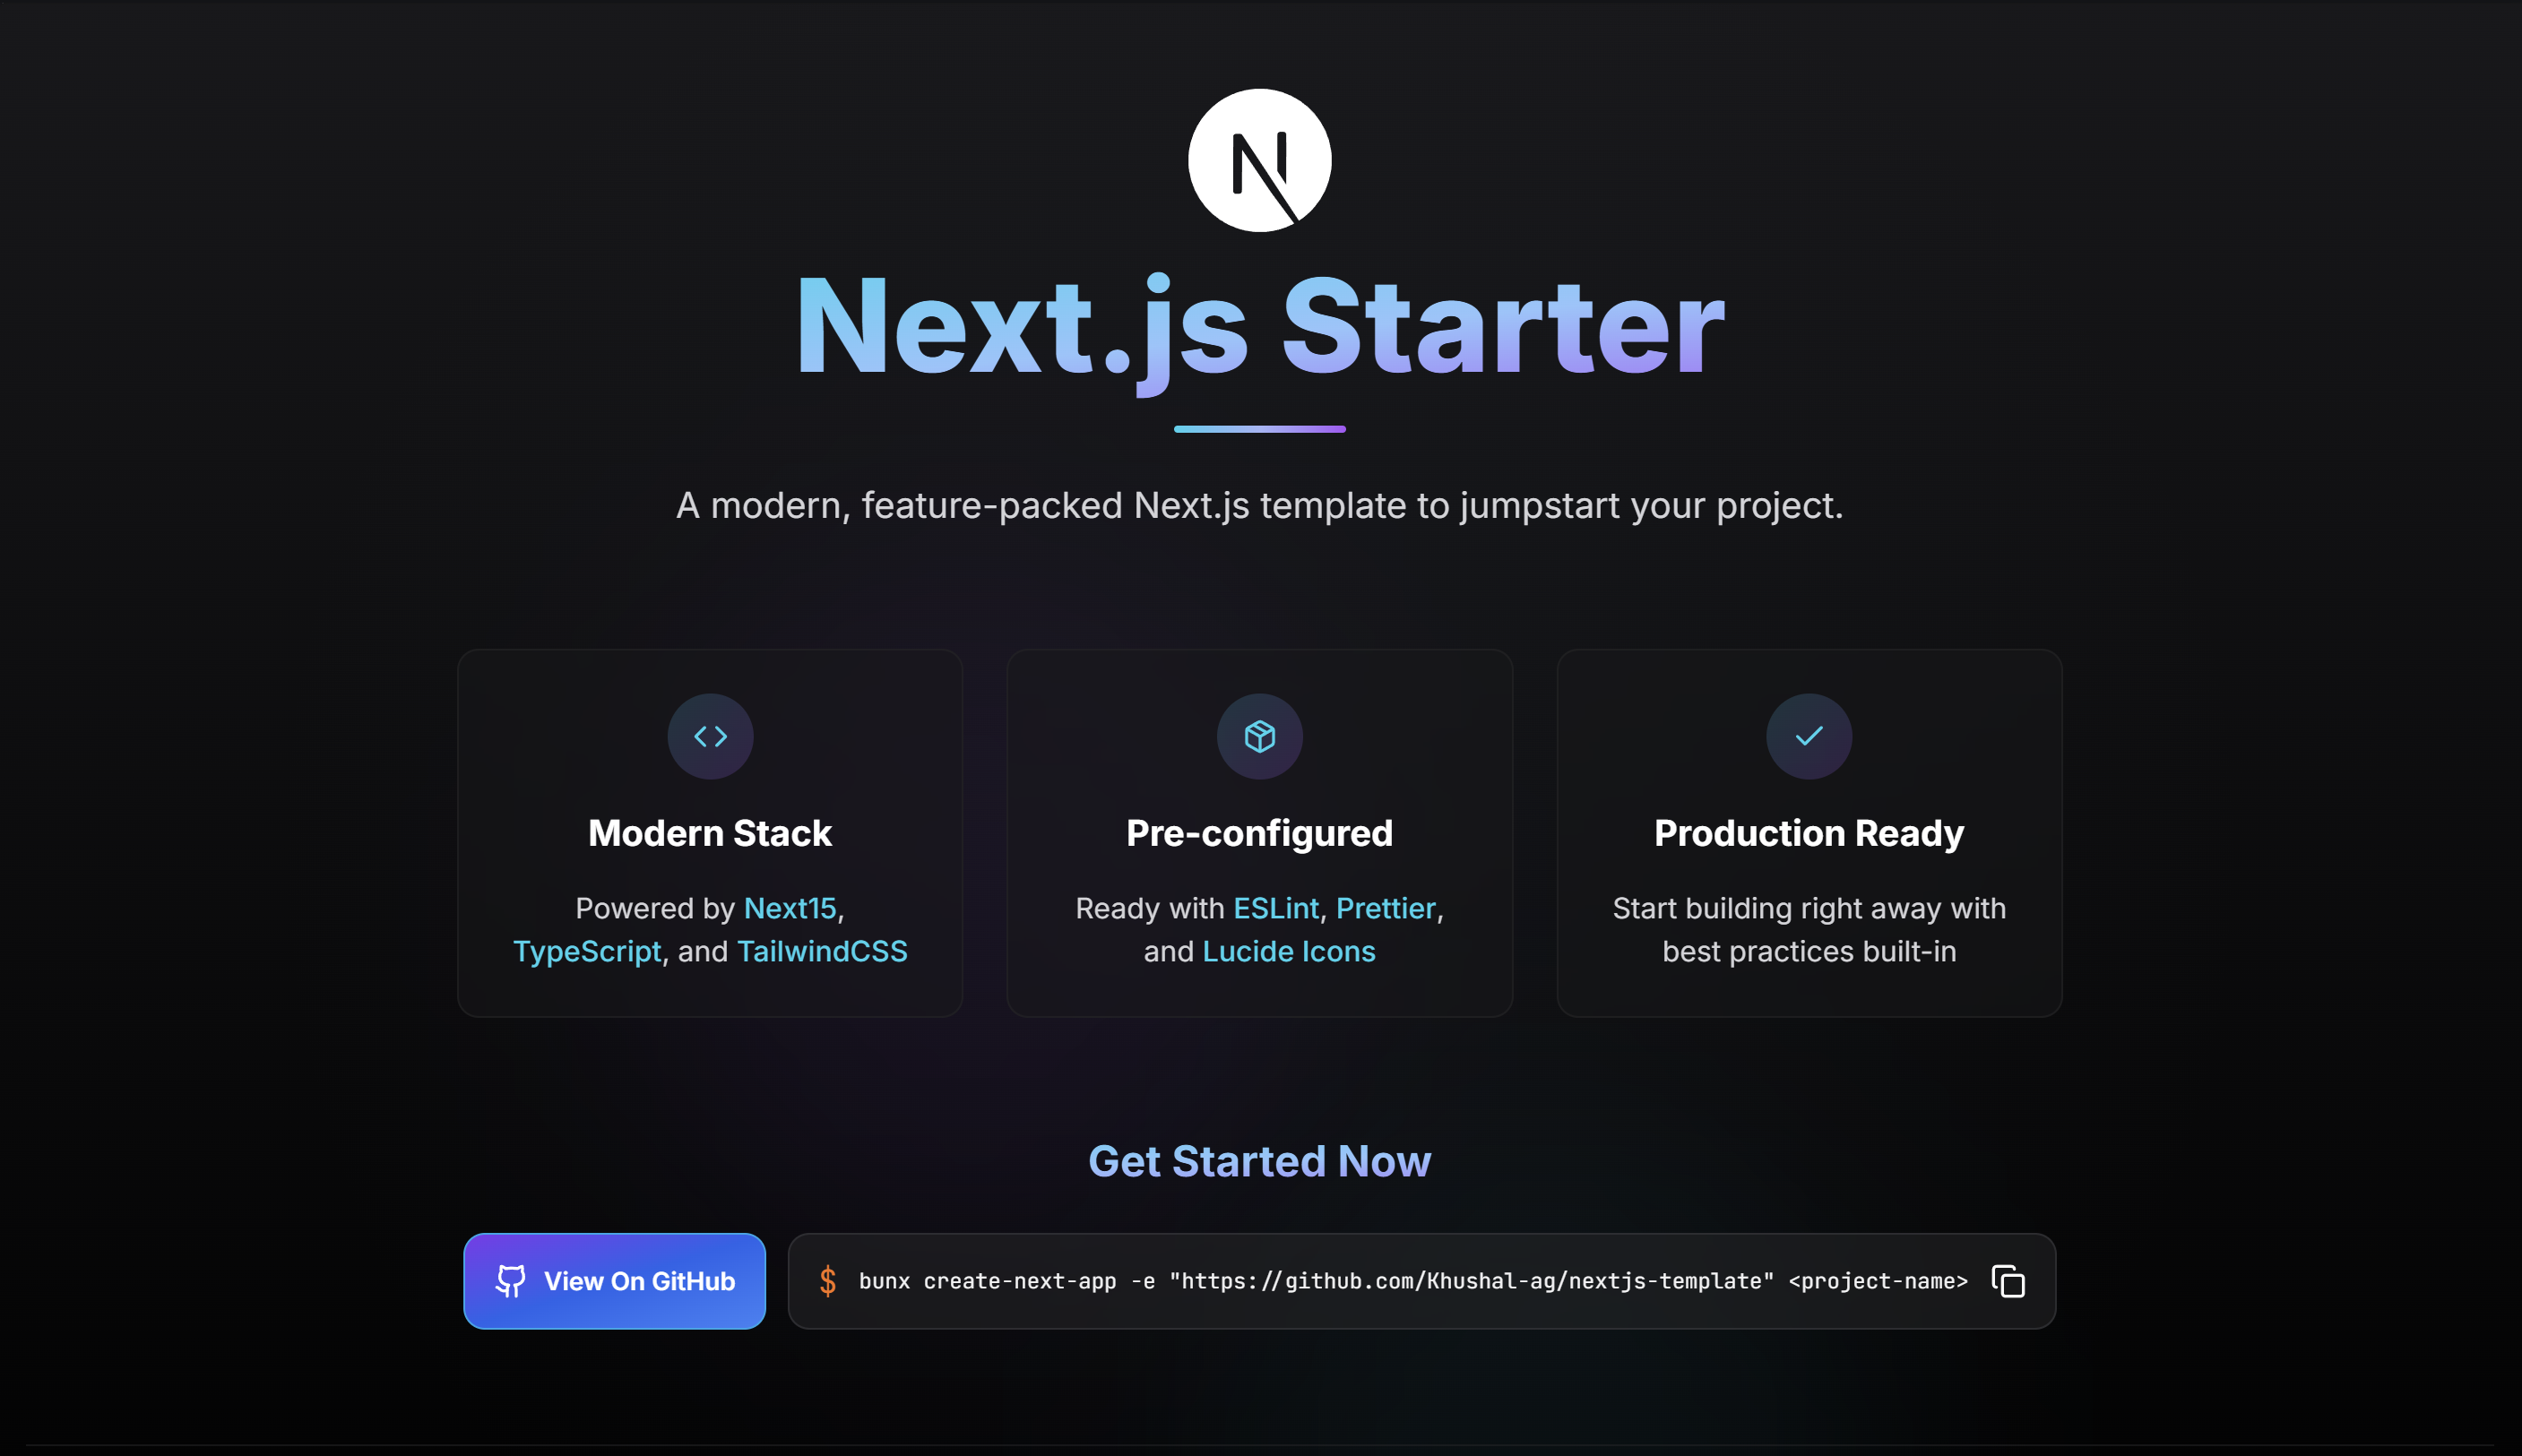 N
Next.js Starter
A modern, feature-packed Next.js template to jumpstart your project.
Modern Stack
Powered by Next15,
TypeScript, and TailwindCSS
Pre-configured
Ready with ESLint, Prettier,
and Lucide Icons
Production Ready
Start building right away with
best practices built-in
Get Started Now
View On GitHub
$ bunx create-next-app -e "https://github.com/Khushal-ag/nextjs-template" <project-name>